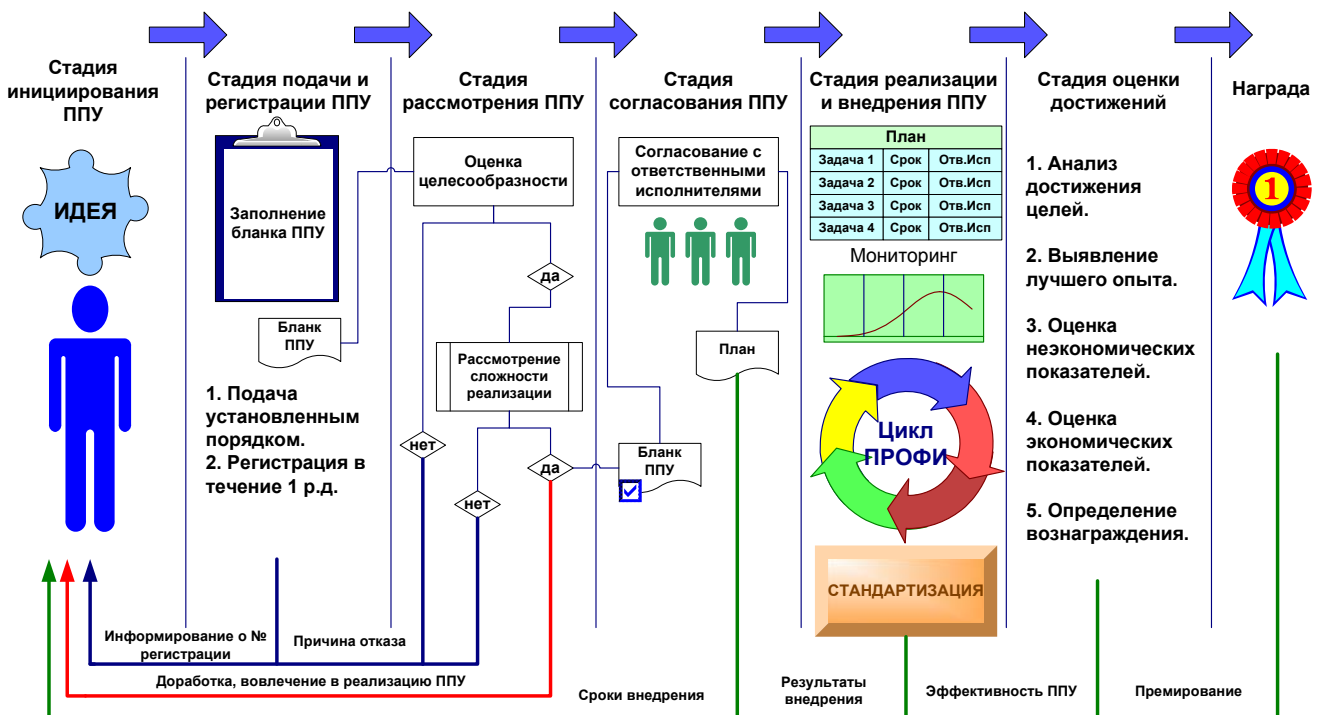 Стадия
инициирования
ППУ
ИДЕЯ
Стадия подачи и
регистрации ППУ
Заполнение
бланка ППУ
Бланк
ППУ
1. Подача
установленным
порядком.
2. Регистрация в
течение 1 р.д.
Стадия
рассмотрения ППУ
Оценка
целесообразности
да
Рассмотрение
сложности
реализации
нет
да
нет
Стадия
согласования ППУ
Согласование с
ответственными
исполнителями
План
Бланк
ППУ
Стадия реализации
и внедрения ППУ
План
Задача 1 Срок Отв.Исп
Задача 2 Срок Отв.Исп
Задача 3 Срок Отв.Исп
Задача 4 Срок Отв.Исп
Мониторинг
Цикл
ПРОФИ
СТАНДАРТИЗАЦИЯ
Стадия оценки
достижений
1. Анализ
достижения
целей.
2. Выявление
лучшего опыта.
3. Оценка
неэкономических
показателей.
4. Оценка
экономических
показателей.
5. Определение
вознаграждения.
Награда
1
Информирование о №
регистрации
Причина отказа
Доработка, вовлечение в реализацию ППУ
Сроки внедрения
Результаты
внедрения
Эффективность ППУ
Премирование